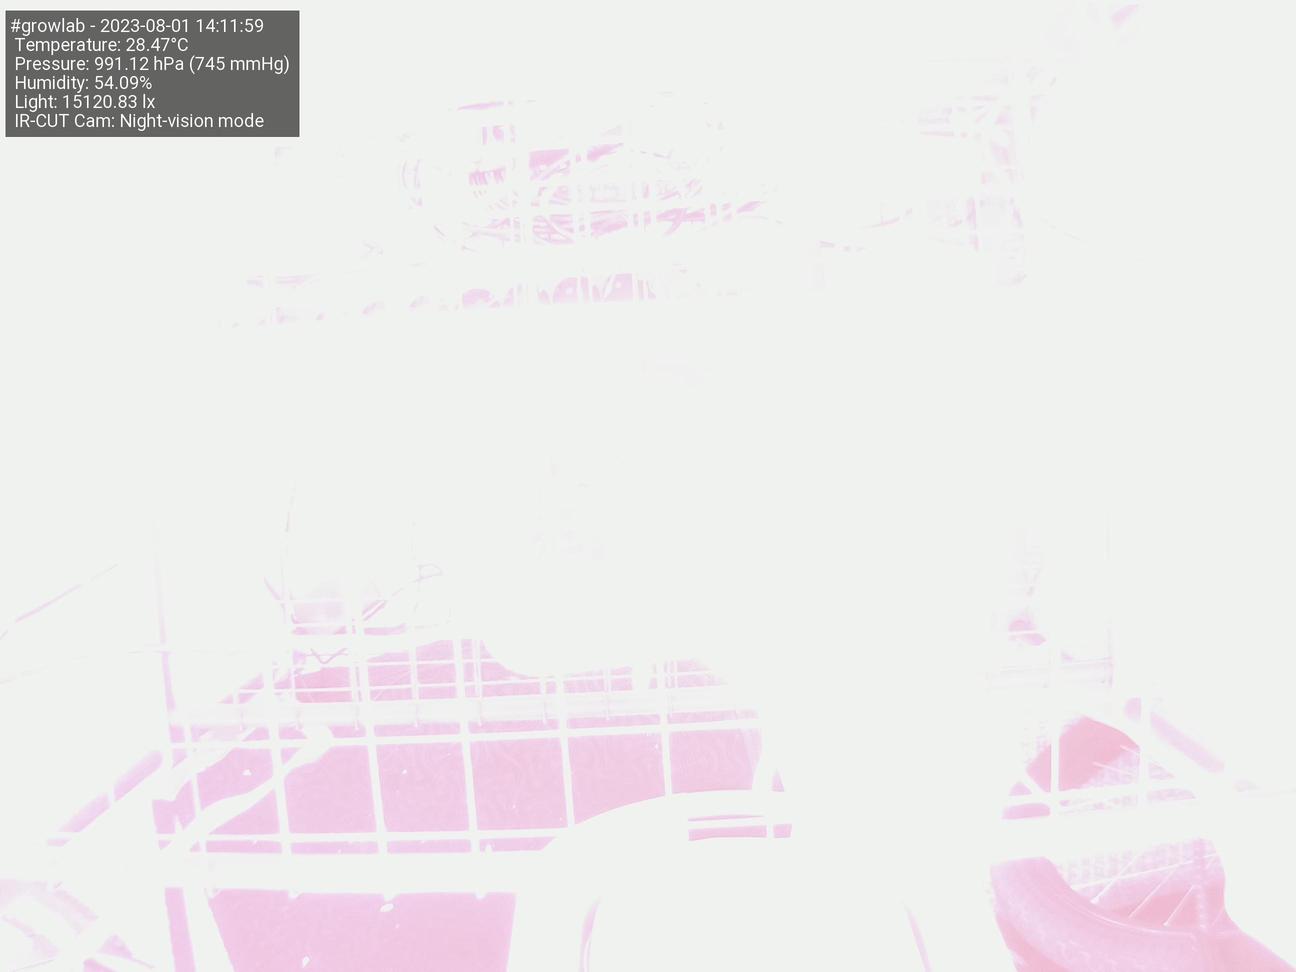 #growlab - 2023-08-01 14:11:59
Temperature: 28.47°C
Pressure: 991.12 hPa (745 mmHg)
Humidity: 54.09%
Light: 15120.83 lx
IR-CUT Cam: Night-vision mode